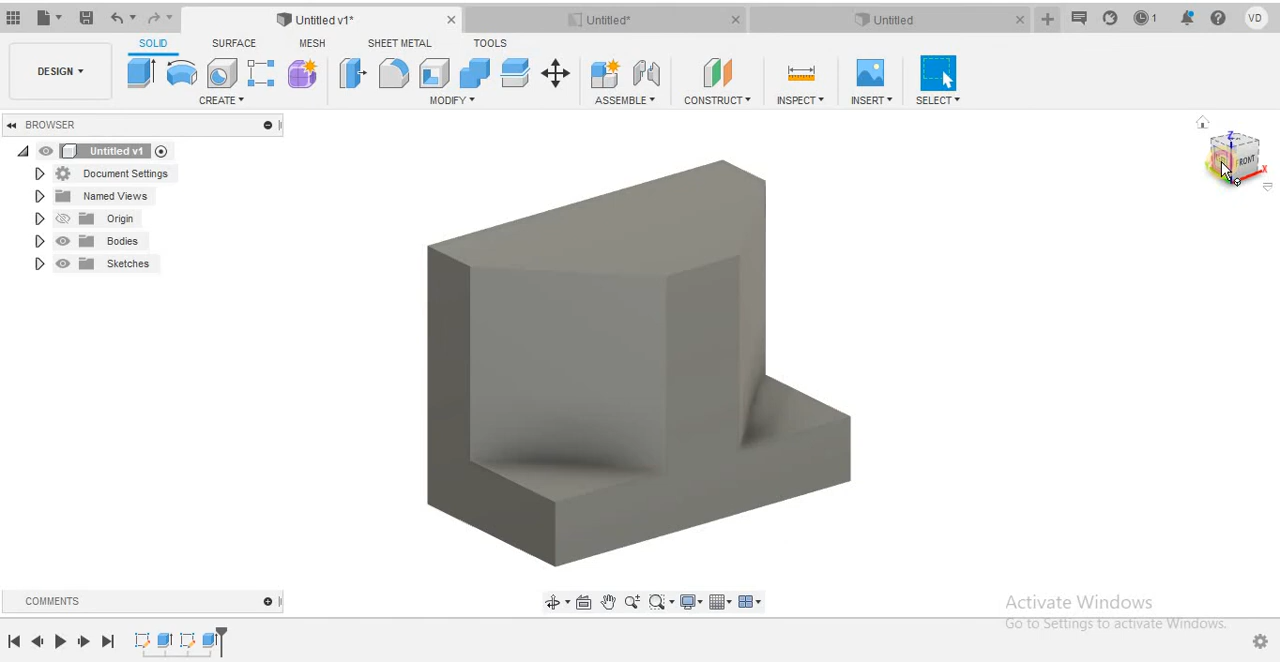 Untitled v1*
Untitled*
Untitled
1
VD
DESIGN
SOLID
SURFACE
MESH
SHEET METAL
TOOLS
CREATE
MODIFY
ASSEMBLE
CONSTRUCT
INSPECT
INSERT
SELECT
BROWSER
Untitled v1
Document Settings
Named Views
Origin
Bodies
Sketches
Z
FRONT
X
COMMENTS
Activate Windows
Go to Settings to activate Windows.